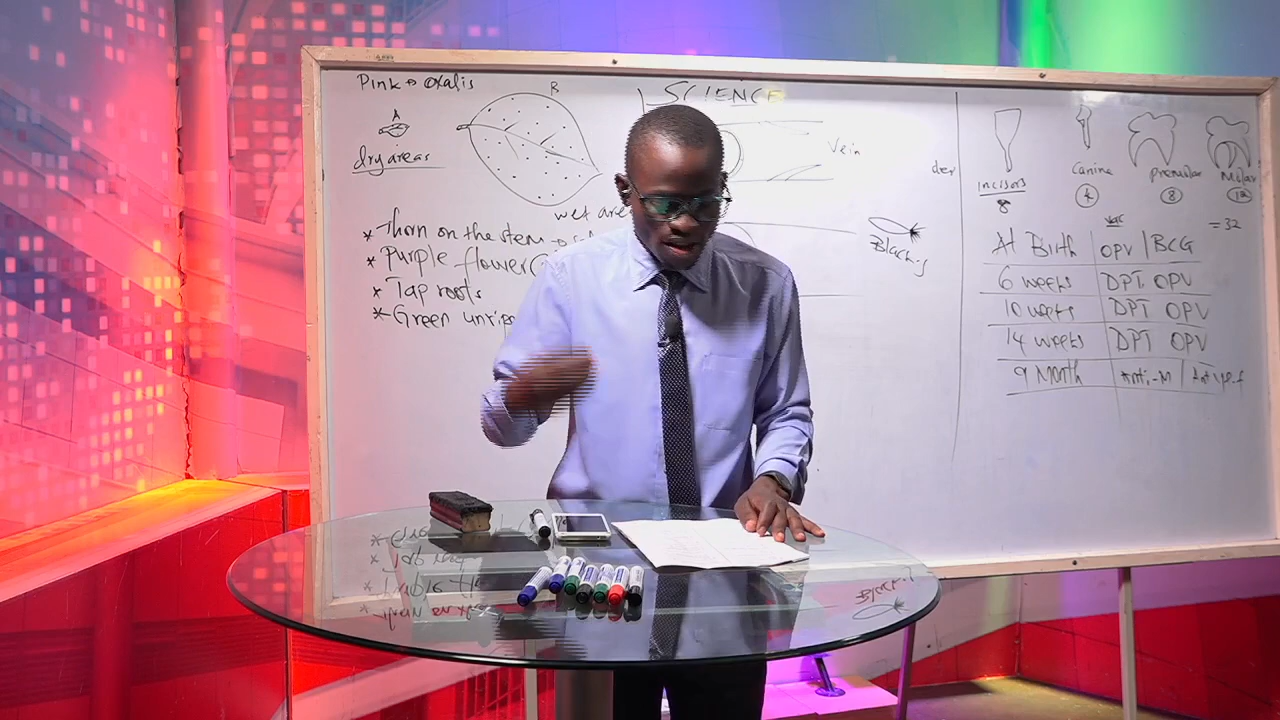 Pink → Oxalis
SCIENCE
A
B
dry areas
wet are
Vein
* Thorn on the stem →
* Purple flower
* Tap roots
* Green unrip
Black-j
Incisors
8
Canine
4
Premolar
8
Molar
12
= 32
At Birth OPV / BCG
6 weeks DPT OPV
10 weeks DPT OPV
14 weeks DPT OPV
9 Month Anti-M